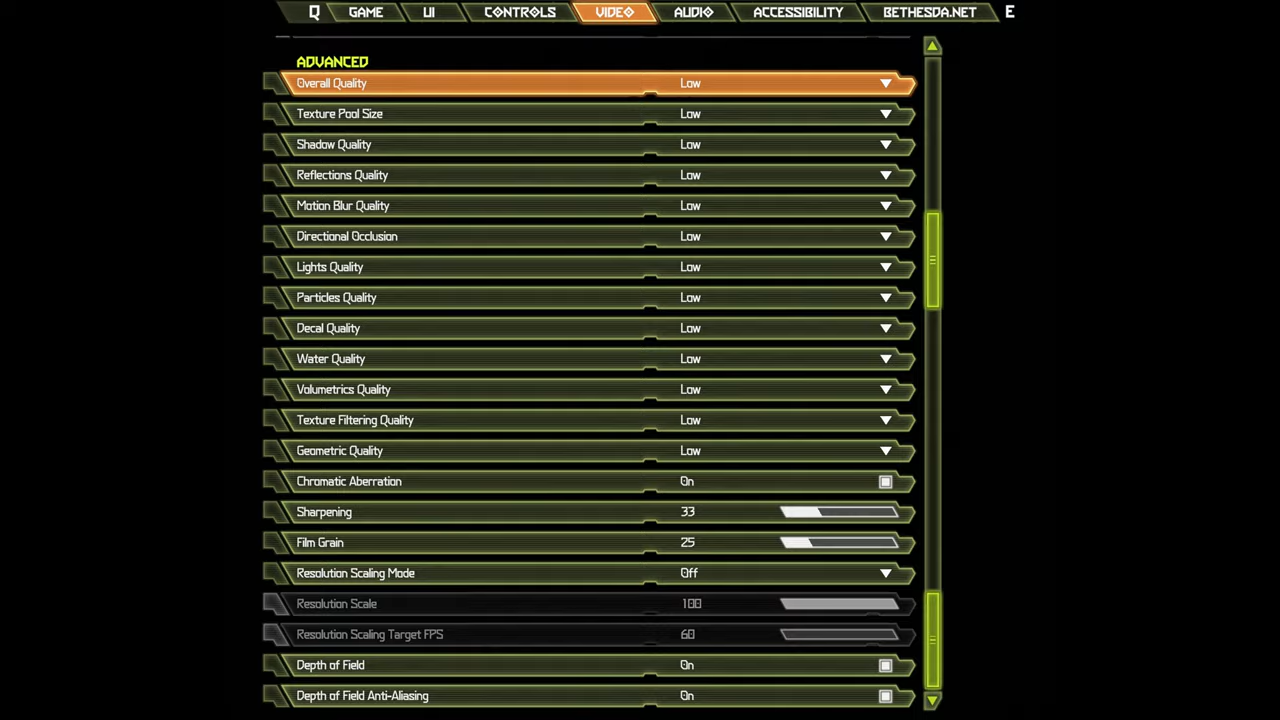 Q GAME UI CONTROLS VIDEO AUDIO ACCESSIBILITY BETHESDA.NET E
ADVANCED
Overall Quality Low
Texture Pool Size Low
Shadow Quality Low
Reflections Quality Low
Motion Blur Quality Low
Directional Occlusion Low
Lights Quality Low
Particles Quality Low
Decal Quality Low
Water Quality Low
Volumetrics Quality Low
Texture Filtering Quality Low
Geometric Quality Low
Chromatic Aberration On
Sharpening 33
Film Grain 25
Resolution Scaling Mode Off
Resolution Scale 100
Resolution Scaling Target FPS 60
Depth of Field On
Depth of Field Anti-Aliasing On